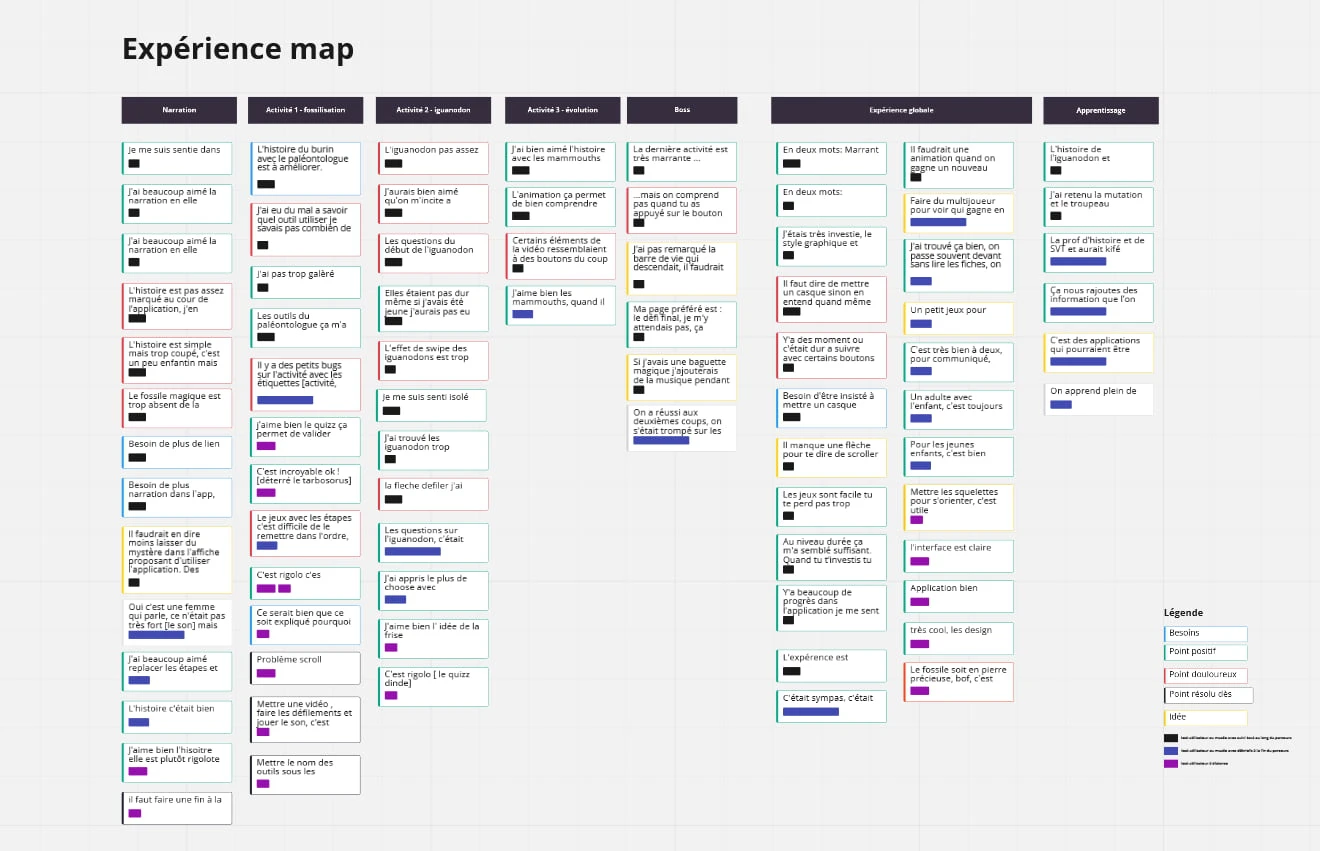 Expérience map
Narration
Je me suis sentie dans
J'ai beaucoup aimé la
narration en elle
J'ai beaucoup aimé la
narration en elle
L'histoire est pas assez
marqué au cour de
l'application, j'en
L'histoire est simple
mais trop coupé, c'est
un peu enfantin mais
Le fossile magique est
trop absent de la
Besoin de plus de lien
Besoin de plus
narration dans l'app,
Il faudrait en dire
moins laisser du
mystère dans l'affiche
proposant d'utiliser
l'application. Des
Oui c'est une femme
qui parle, ce n'était pas
très fort [le son] mais
J'ai beaucoup aimé
replacer les étapes et
L'histoire c'était bien
J'aime bien l'hisoitre
elle est plutôt rigolote
il faut faire une fin à la
Activité 1 - fossilisation
L'histoire du burin
avec le paléontologue
est à améliorer.
J'ai eu du mal a savoir
quel outil utiliser je
savais pas combien de
J'ai pas trop galèré
Les outils du
paléontologue ça m'a
Il y a des petits bugs
sur l'activité avec les
étiquettes [activité,
J'aime bien le quizz ça
permet de valider
C'est incroyable ok !
[déterré le tarbosorus]
Le jeux avec les étapes
c'est difficile de le
remettre dans l'ordre,
C'est rigolo c'es
Ce serait bien que ce
soit expliqué pourquoi
Problème scroll
Mettre une vidéo ,
faire les défilements et
jouer le son, c'est
Mettre le nom des
outils sous les
Activité 2 - iguanodon
L'iguanodon pas assez
J'aurais bien aimé
qu'on m'incite a
Les questions du
début de l'iguanodon
Elles étaient pas dur
même si j'avais été
jeune j'aurais pas eu
L'effet de swipe des
iguanodons est trop
Je me suis senti isolé
J'ai trouvé les
iguanodon trop
la fleche defiler j'ai
Les questions sur
l'iguanodon, c'était
J'ai appris le plus de
choose avec
J'aime bien l' idée de la
frise
C'est rigolo [ le quizz
dinde]
Activité 3 - évolution
J'ai bien aimé l'histoire
avec les mammouths
L'animation ça permet
de bien comprendre
Certains éléments de
la vidéo ressemblaient
à des boutons du coup
J'aime bien les
mammouths, quand il
Boss
La dernière activité est
très marrante ...
...mais on comprend
pas quand tu as
appuyé sur le bouton
J'ai pas remarqué la
barre de vie qui
descendait, il faudrait
Ma page préféré est :
le défi final, je m'y
attendais pas, ça
Si j'avais une baguette
magique j'ajouterais
de la musique pendant
On a réussi aux
deuxièmes coups, on
s'était trompé sur les
Expérience globale
En deux mots: Marrant
En deux mots:
J'étais très investie, le
style graphique et
Il faut dire de mettre
un casque sinon en
entend quand même
Y'a des moment ou
c'était dur a suivre
avec certains boutons
Besoin d'être insisté à
mettre un casque
Il manque une flèche
pour te dire de scroller
Les jeux sont facile tu
te perd pas trop
Au niveau durée ça
m'a semblé suffisant.
Quand tu t'investis tu
Y'a beaucoup de
progrès dans
l'application je me sent
L'expérence est
C'était sympas. c'était
Il faudrait une
animation quand on
gagne un nouveau
Faire du multijoueur
pour voir qui gagne en
J'ai trouvé ça bien, on
passe souvent devant
sans lire les fiches, on
Un petit jeux pour
C'est très bien à deux,
pour communiqué,
Un adulte avec
l'enfant, c'est toujours
Pour les jeunes
enfants, c'est bien
Mettre les squelettes
pour s'orienter, c'est
utile
l'interface est claire
Application bien
très cool, les design
Le fossile soit en pierre
précieuse, bof, c'est
Apprentissage
L'histoire de
l'iguanodon et
J'ai retenu la mutation
et le troupeau
La prof d'histoire et de
SVT et aurait kifé
Ça nous rajoutes des
information que l'on
C'est des applications
qui pourraient être
On apprend plein de
Légende
Besoins
Point positif
Point douloureux
Point résolu dès
Idée